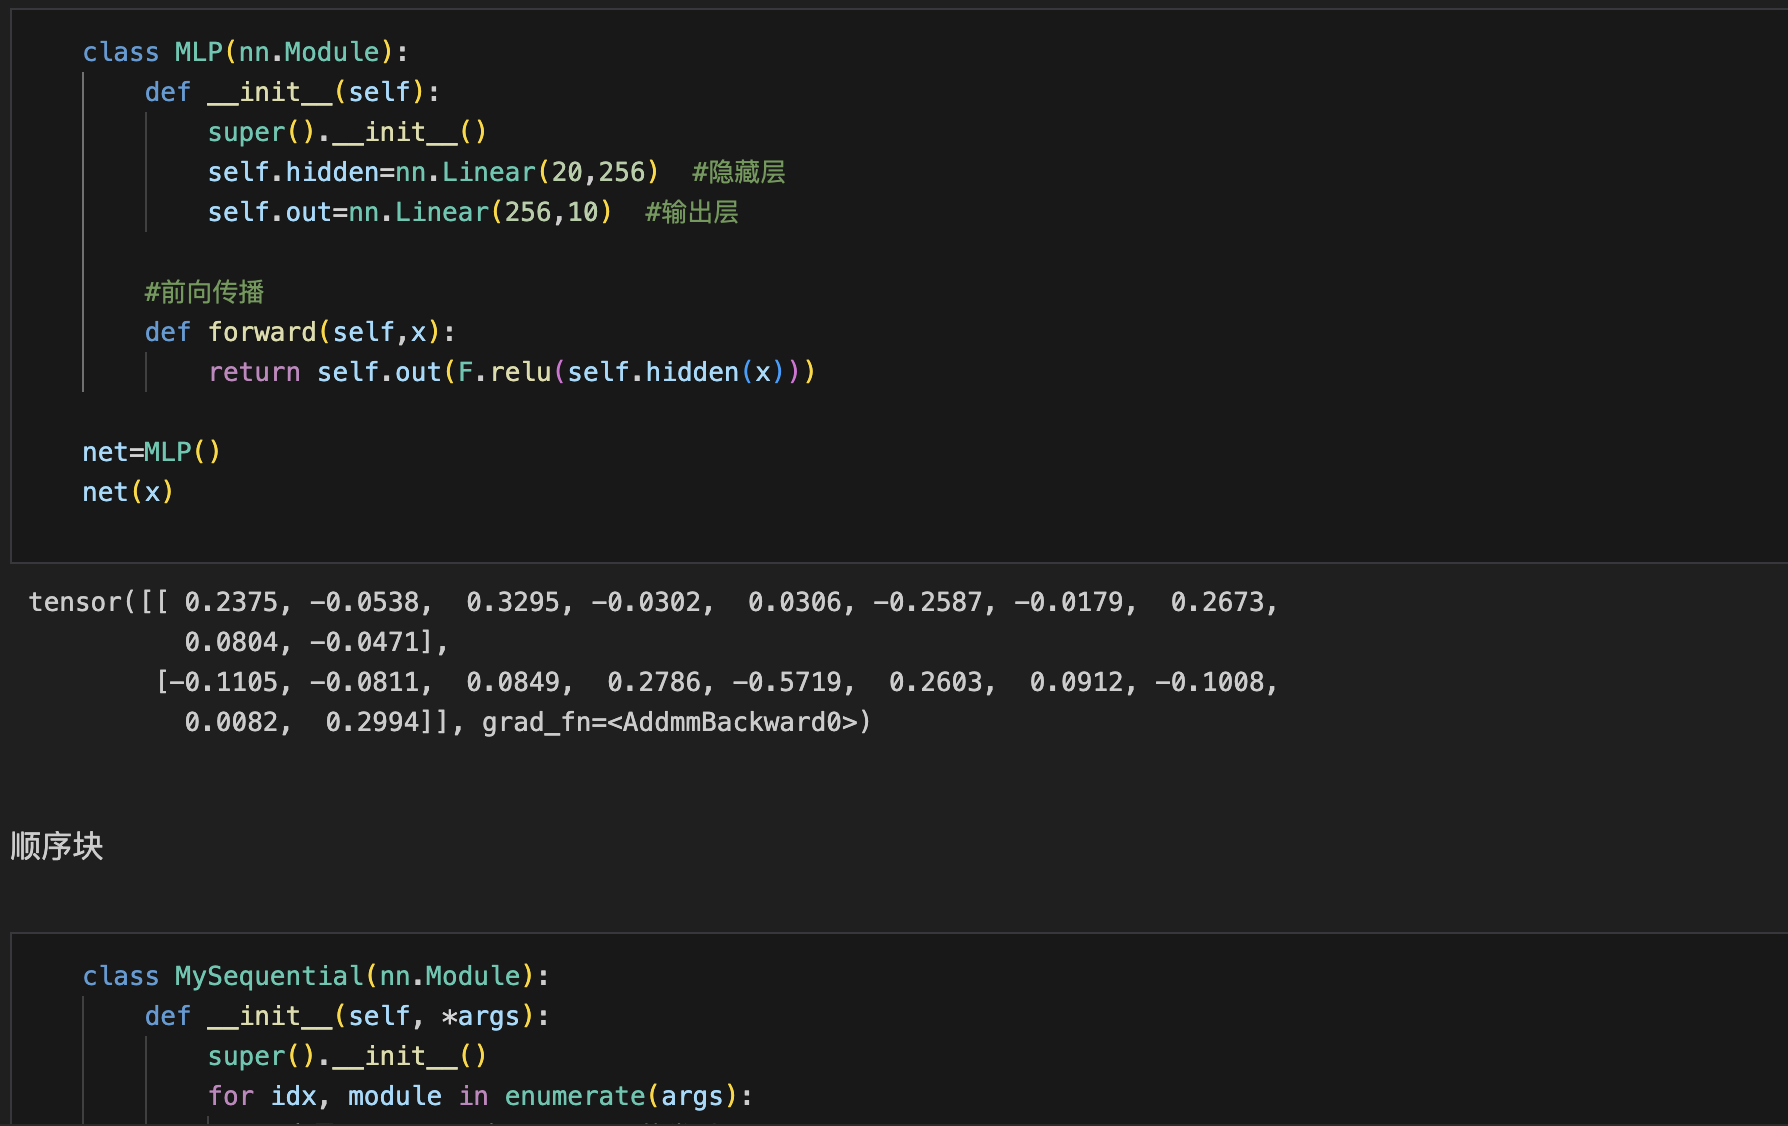 class MLP(nn.Module):
    def __init__(self):
        super().__init__()
        self.hidden=nn.Linear(20,256)  #隐藏层
        self.out=nn.Linear(256,10)  #输出层
    #前向传播
    def forward(self,x):
        return self.out(F.relu(self.hidden(x)))
net=MLP()
net(x)
tensor([[ 0.2375, -0.0538,  0.3295, -0.0302,  0.0306, -0.2587, -0.0179,  0.2673,
          0.0804, -0.0471],
        [-0.1105, -0.0811,  0.0849,  0.2786, -0.5719,  0.2603,  0.0912, -0.1008,
          0.0082,  0.2994]], grad_fn=<AddmmBackward0>)
顺序块
class MySequential(nn.Module):
    def __init__(self, *args):
        super().__init__()
        for idx, module in enumerate(args):